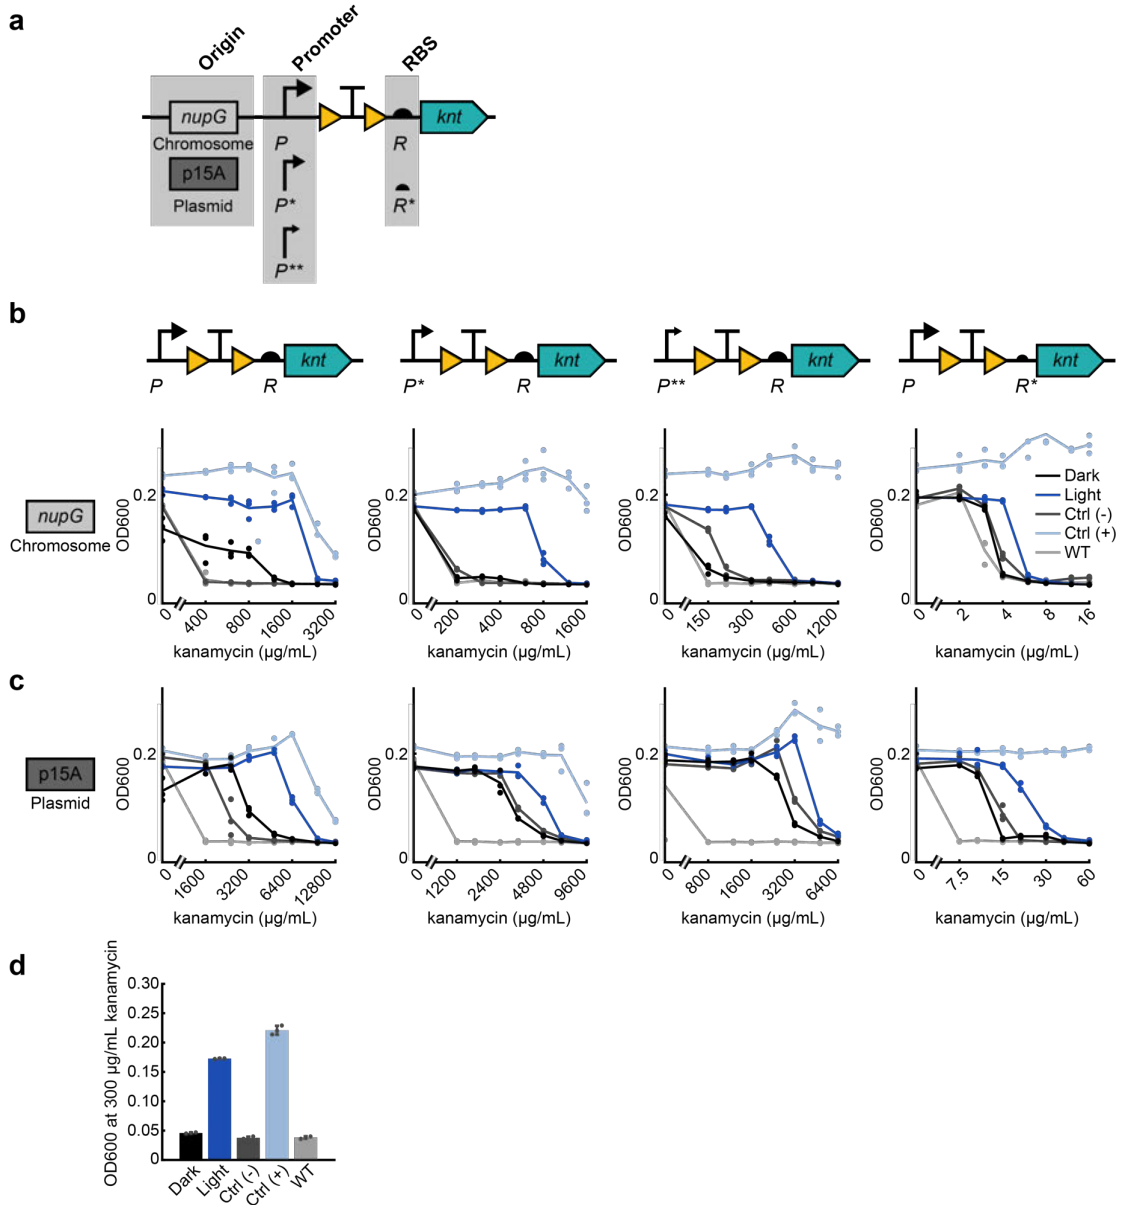 a
Origin
Promoter
RBS
nupG
knt
Chromosome
P
R
p15A
Plasmid
P*
R*
P**
b
knt
knt
knt
knt
P
R
P*
R
P**
R
P
R*
nupG
Chromosome
OD600
0.2
0
0
400
800
1600
3200
kanamycin (µg/mL)
OD600
0.2
0
0
200
400
800
1600
kanamycin (µg/mL)
OD600
0.2
0
0
150
300
600
1200
kanamycin (µg/mL)
OD600
0.2
0
0
2
4
8
16
kanamycin (µg/mL)
Dark
Light
Ctrl (-)
Ctrl (+)
WT
c
p15A
Plasmid
OD600
0.2
0
0
1600
3200
6400
12800
kanamycin (µg/mL)
OD600
0.2
0
0
1200
2400
4800
9600
kanamycin (µg/mL)
OD600
0.2
0
0
800
1600
3200
6400
kanamycin (µg/mL)
OD600
0.2
0
0
7.5
15
30
60
kanamycin (µg/mL)
d
OD600 at 300 µg/mL kanamycin
0.30
0.25
0.20
0.15
0.10
0.05
0
Dark
Light
Ctrl (-)
Ctrl (+)
WT